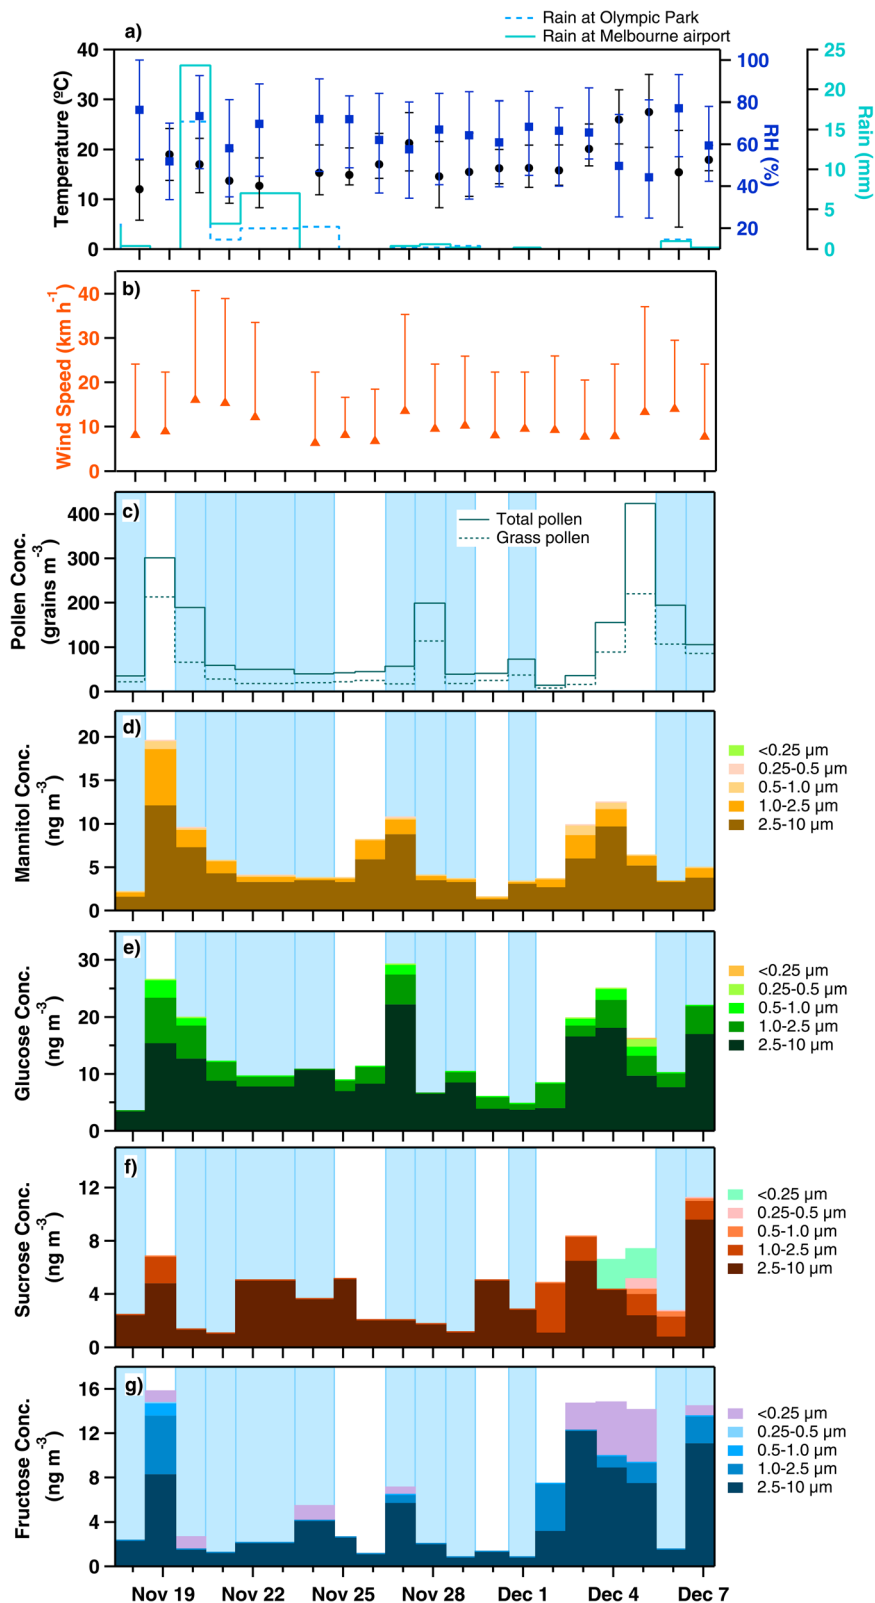 Rain at Olympic Park
Rain at Melbourne airport
a)
Temperature (ºC)
40
30
20
10
0
RH (%)
100
80
60
40
20
Rain (mm)
25
20
15
10
5
0
b)
Wind Speed (km h-1)
40
30
20
10
0
c)
Pollen Conc.
(grains m-3)
400
300
200
100
0
Total pollen
Grass pollen
d)
Mannitol Conc.
(ng m-3)
20
15
10
5
0
<0.25 µm
0.25-0.5 µm
0.5-1.0 µm
1.0-2.5 µm
2.5-10 µm
e)
Glucose Conc.
(ng m-3)
30
20
10
0
<0.25 µm
0.25-0.5 µm
0.5-1.0 µm
1.0-2.5 µm
2.5-10 µm
f)
Sucrose Conc.
(ng m-3)
12
8
4
0
<0.25 µm
0.25-0.5 µm
0.5-1.0 µm
1.0-2.5 µm
2.5-10 µm
g)
Fructose Conc.
(ng m-3)
16
12
8
4
0
<0.25 µm
0.25-0.5 µm
0.5-1.0 µm
1.0-2.5 µm
2.5-10 µm
Nov 19 Nov 22 Nov 25 Nov 28 Dec 1 Dec 4 Dec 7